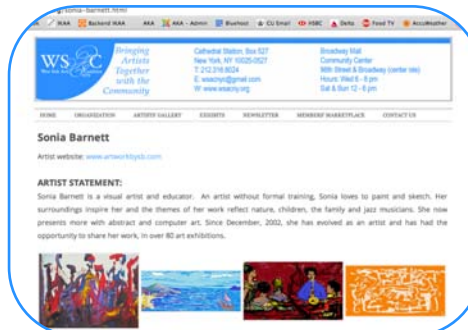 sonia-barnett.html
WAA Backend WAA AKA AKA - Admin Bluehost CU Email HSBC Delta Food TV AccuWeather
WSAC
Bringing
Artists
Together
with the
Community
Cathedral Station, Box 527
New York, NY 10025-0527
T: 212.316.6024
E: wsacny@gmail.com
W: www.wsacny.org
Broadway Mall
Community Center
96th Street & Broadway (center isle)
Hours: Wed 6 - 8 pm
Sat & Sun 12 - 6 pm
HOME ORGANIZATION ARTISTS' GALLERY EXHIBITS NEWSLETTER MEMBERS' MARKETPLACE CONTACT US
Sonia Barnett
Artist website: www.artworkbysb.com
ARTIST STATEMENT:
Sonia Barnett is a visual artist and educator. An artist without formal training, Sonia loves to paint and sketch. Her
surroundings inspire her and the themes of her work reflect nature, children, the family and jazz musicians. She now
presents more with abstract and computer art. Since December, 2002, she has evolved as an artist and has had the
opportunity to share her work, in over 80 art exhibitions.